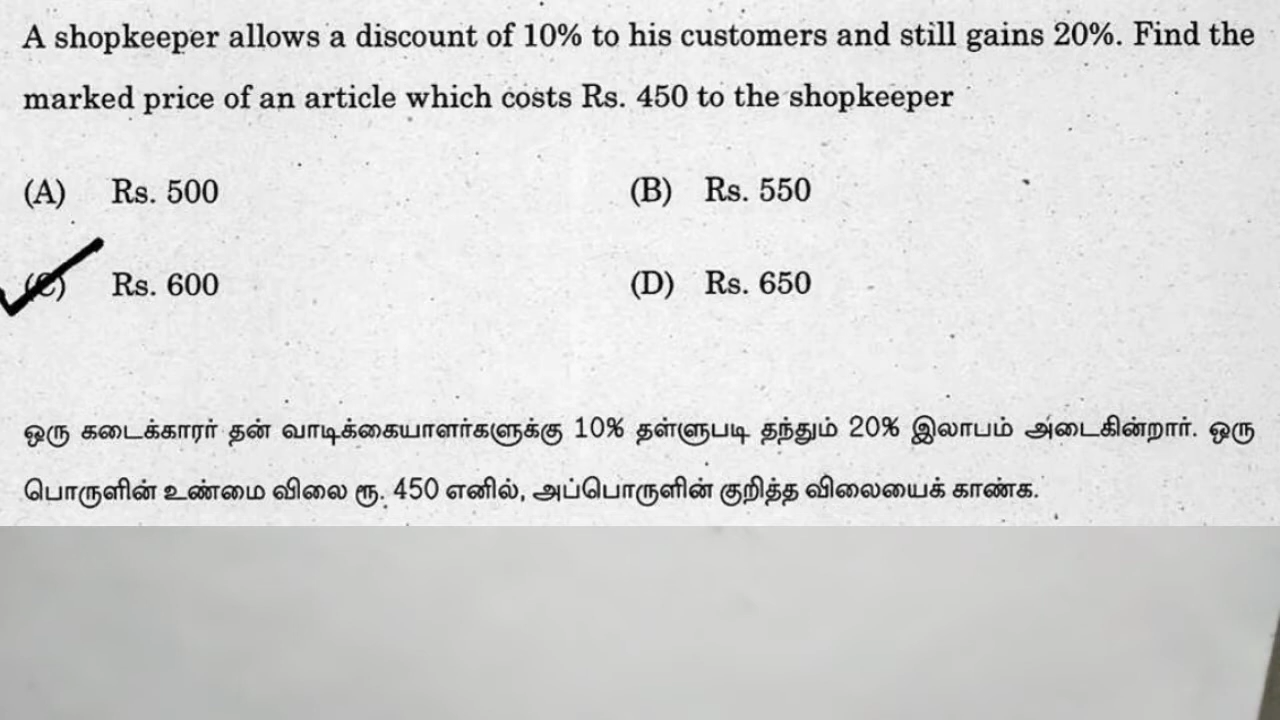 A shopkeeper allows a discount of 10% to his customers and still gains 20%. Find the
marked price of an article which costs Rs. 450 to the shopkeeper
(A) Rs. 500 (B) Rs. 550
(C) Rs. 600 (D) Rs. 650
ஒரு கடைக்காரர் தன் வாடிக்கையாளர்களுக்கு 10% தள்ளுபடி தந்தும் 20% இலாபம் அடைகின்றார். ஒரு
பொருளின் உண்மை விலை ரூ. 450 எனில், அப்பொருளின் குறித்த விலையைக் காண்க.